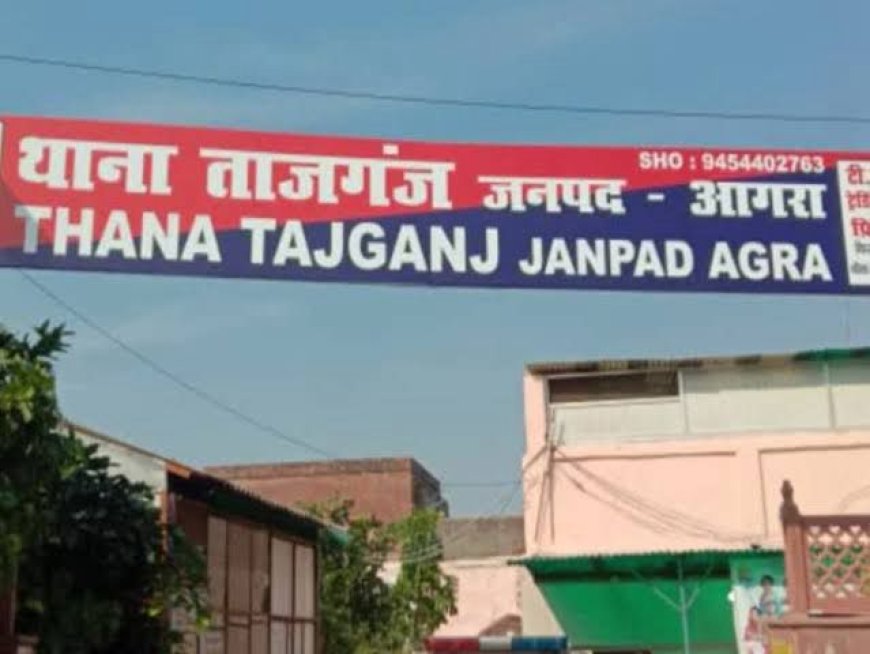 थाना ताजगंज जनपद - आगरा
SHO : 9454402763
THANA TAJGANJ JANPAD AGRA